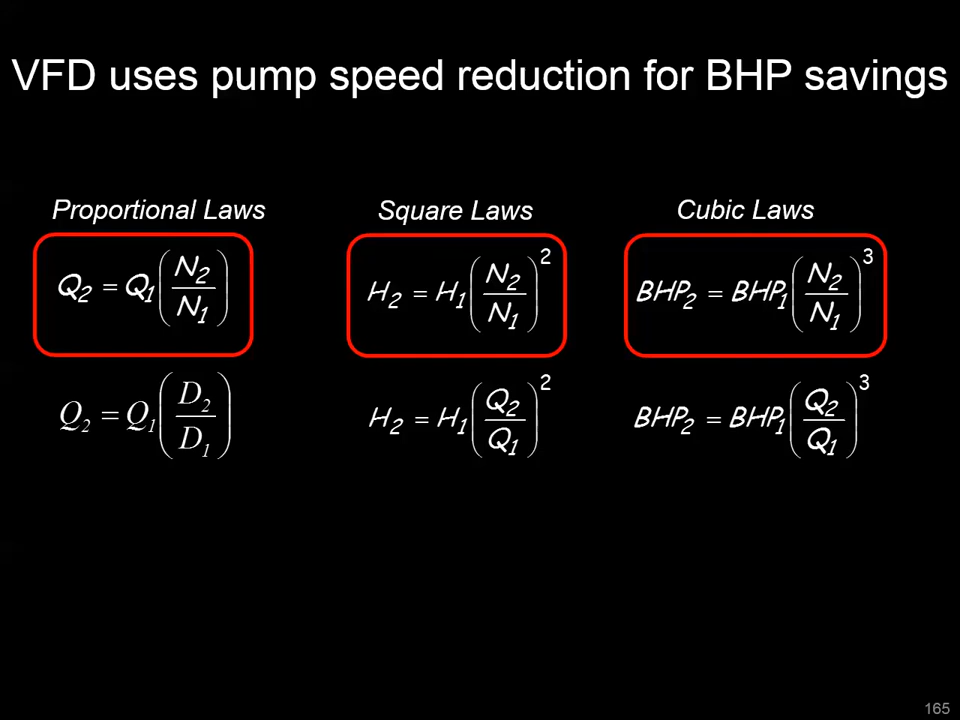 VFD uses pump speed reduction for BHP savings
Proportional Laws
Square Laws
Cubic Laws
Q₂ = Q₁(N₂/N₁)
H₂ = H₁(N₂/N₁)²
BHP₂ = BHP₁(N₂/N₁)³
Q₂ = Q₁(D₂/D₁)
H₂ = H₁(Q₂/Q₁)²
BHP₂ = BHP₁(Q₂/Q₁)³
165